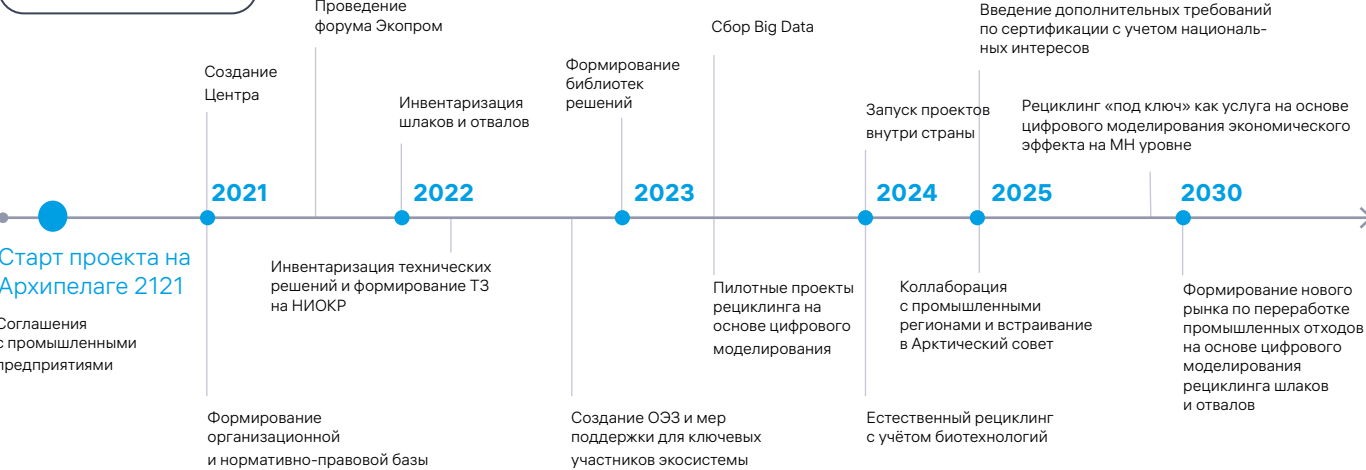 Проведение
форума Экопром
Создание
Центра
Инвентаризация
шлаков и отвалов
Формирование
библиотек
решений
Сбор Big Data
Запуск проектов
внутри страны
Введение дополнительных требований
по сертификации с учетом националь-
ных интересов
Рециклинг «под ключ» как услуга на основе
цифрового моделирования экономического
эффекта на МН уровне
2021
2022
2023
2024
2025
2030
Старт проекта на
Архипелаге 2121
Соглашения
с промышленными
предприятиями
Формирование
организационной
и нормативно-правовой базы
Инвентаризация технических
решений и формирование ТЗ
на НИОКР
Создание ОЭЗ и мер
поддержки для ключевых
участников экосистемы
Пилотные проекты
рециклинга на
основе цифрового
моделирования
Естественный рециклинг
с учётом биотехнологий
Коллаборация
с промышленными
регионами и встраивание
в Арктический совет
Формирование нового
рынка по переработке
промышленных отходов
на основе цифрового
моделирования
рециклинга шлаков
и отвалов